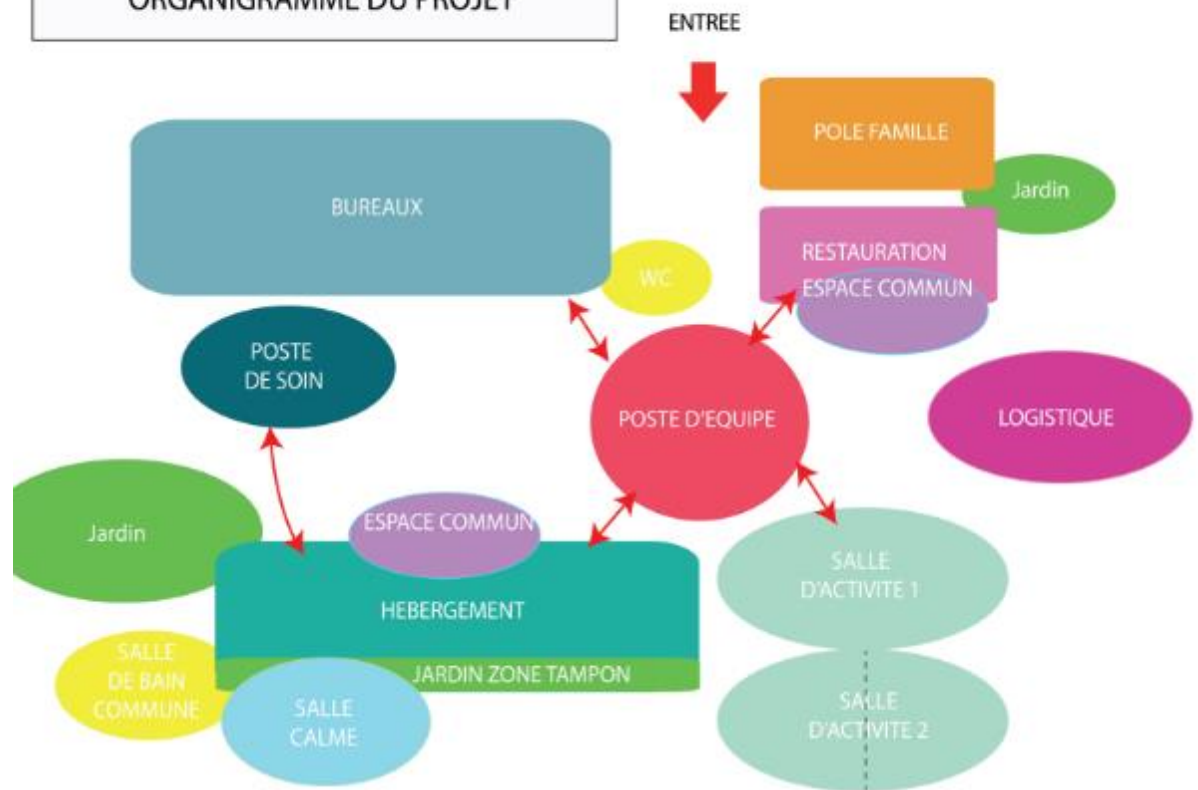 ORGANIGRAMME DU PROJET
ENTREE
POLE FAMILLE
Jardin
BUREAUX
RESTAURATION
ESPACE COMMUN
WC
POSTE
DE SOIN
POSTE D'EQUIPE
LOGISTIQUE
Jardin
ESPACE COMMUN
SALLE
D'ACTIVITE 1
HEBERGEMENT
JARDIN ZONE TAMPON
SALLE
DE BAIN
COMMUNE
SALLE
CALME
SALLE
D'ACTIVITE 2